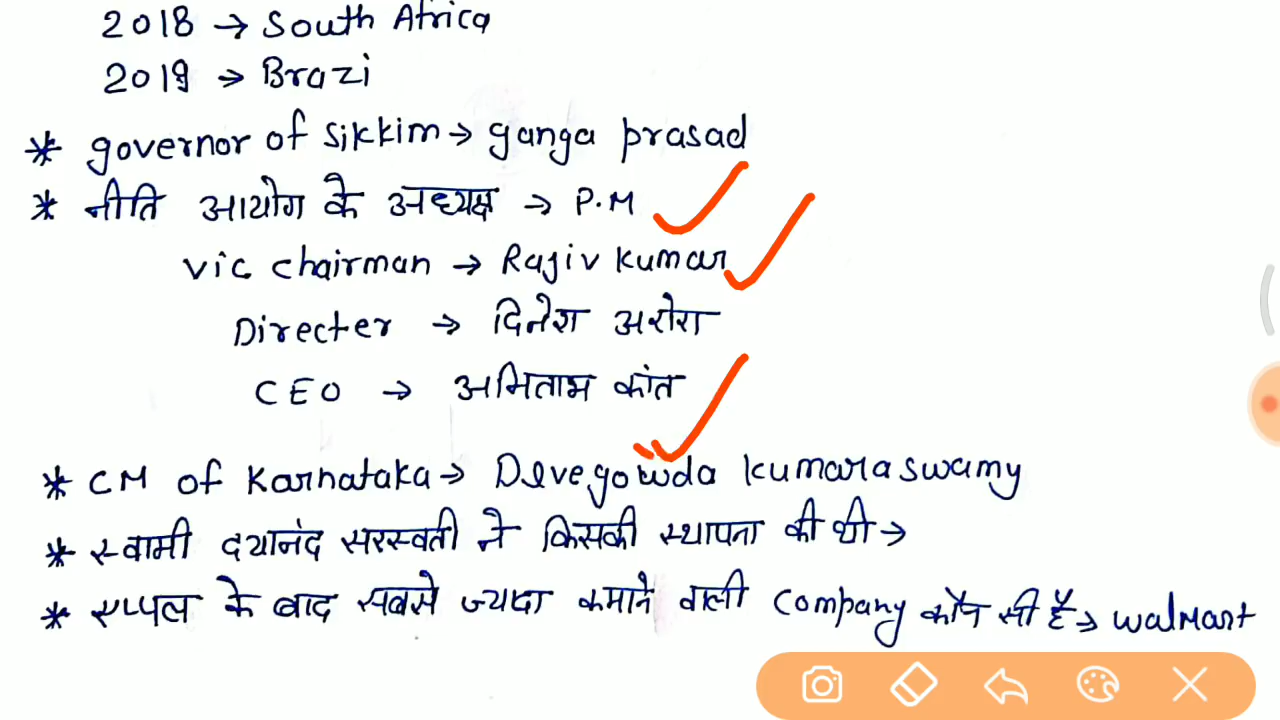 2018 → South Africa
2019 → Brazi
* governor of Sikkim → ganga prasad
* नीति आयोग के अध्यक्ष → P.M
Vic chairman → Rajiv kumar
Directer → दिनेश अरोरा
CEO → अमिताभ कांत
* CM of Karnataka → Devegowda kumaraswamy
* स्वामी दयानंद सरस्वती ने किसकी स्थापना की थी →
* एप्पल के बाद सबसे ज्यादा कमाने वाली Company कौन सी है → walmart